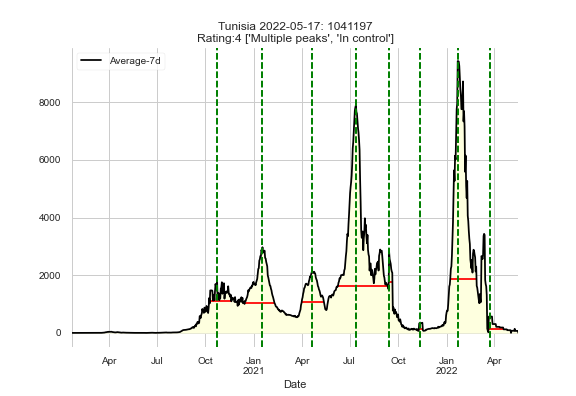 Tunisia 2022-05-17: 1041197
Rating:4 ['Multiple peaks', 'In control']
Average-7d
8000
6000
4000
2000
0
Apr Jul Oct Jan Apr Jul Oct Jan Apr
2021 2022
Date